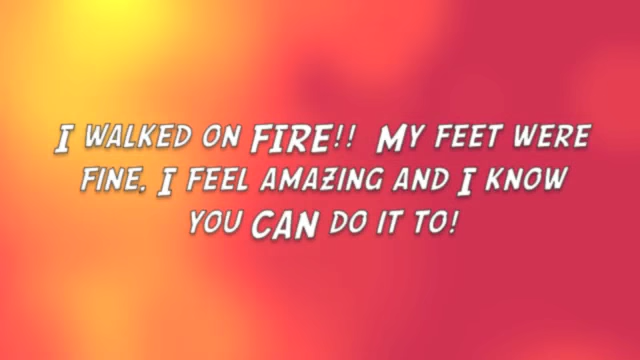 I WALKED ON FIRE!! MY FEET WERE
FINE. I FEEL AMAZING AND I KNOW
YOU CAN DO IT TO!